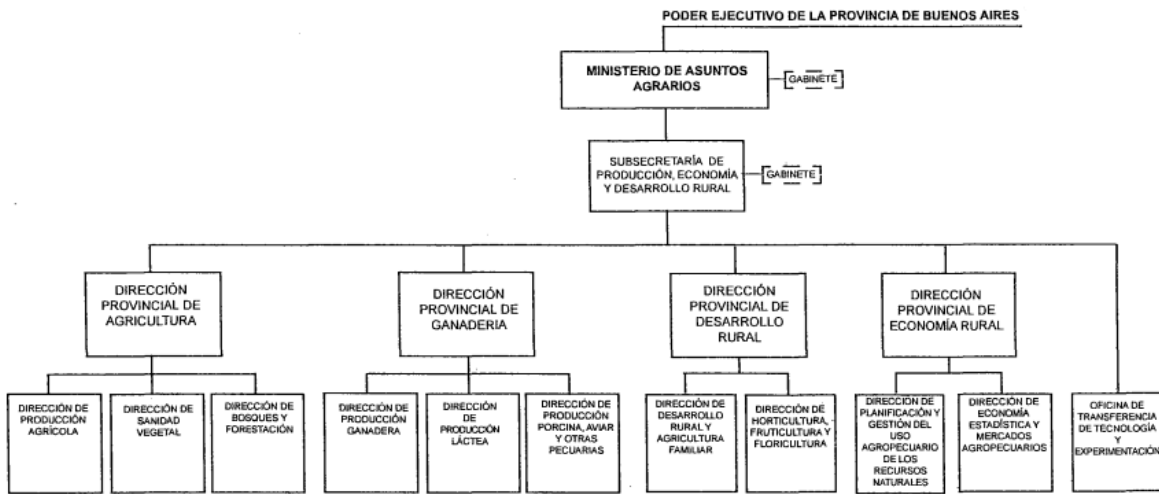 PODER EJECUTIVO DE LA PROVINCIA DE BUENOS AIRES
MINISTERIO DE ASUNTOS
AGRARIOS
GABINETE
SUBSECRETARÍA DE
PRODUCCIÓN, ECONOMÍA
Y DESARROLLO RURAL
GABINETE
DIRECCIÓN
PROVINCIAL DE
AGRICULTURA
DIRECCIÓN
PROVINCIAL DE
GANADERIA
DIRECCIÓN
PROVINCIAL DE
DESARROLLO
RURAL
DIRECCIÓN
PROVINCIAL DE
ECONOMÍA RURAL
DIRECCIÓN DE
PRODUCCIÓN
AGRÍCOLA
DIRECCIÓN DE
SANIDAD
VEGETAL
DIRECCIÓN DE
BOSQUES Y
FORESTACIÓN
DIRECCIÓN DE
PRODUCCIÓN
GANADERA
DIRECCIÓN
DE
PRODUCCIÓN
LÁCTEA
DIRECCIÓN DE
PRODUCCIÓN
PORCINA, AVIAR
Y OTRAS
PECUARIAS
DIRECCIÓN DE
DESARROLLO
RURAL Y
AGRICULTURA
FAMILIAR
DIRECCIÓN DE
HORTICULTURA,
FRUTICULTURA Y
FLORICULTURA
DIRECCIÓN DE
PLANIFICACIÓN Y
GESTIÓN DEL
USO
AGROPECUARIO
DE LOS
RECURSOS
NATURALES
DIRECCIÓN DE
ECONOMÍA
ESTADÍSTICA Y
MERCADOS
AGROPECUARIOS
OFICINA DE
TRANSFERENCIA
DE TECNOLOGÍA
Y
EXPERIMENTACIÓN